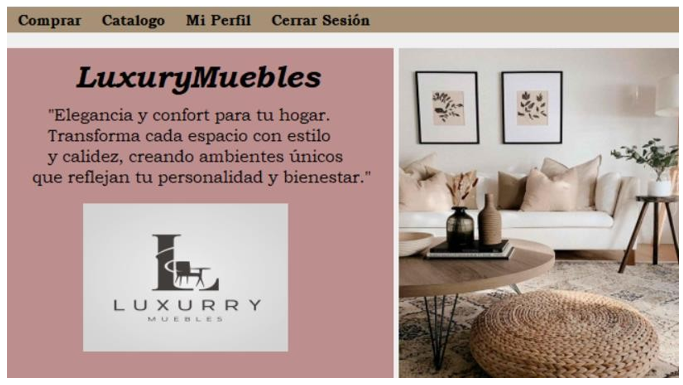 Comprar Catalogo Mi Perfil Cerrar Sesión
LuxuryMuebles
"Elegancia y confort para tu hogar.
Transforma cada espacio con estilo
y calidez, creando ambientes únicos
que reflejan tu personalidad y bienestar."
L
LUXURRY
MUEBLES